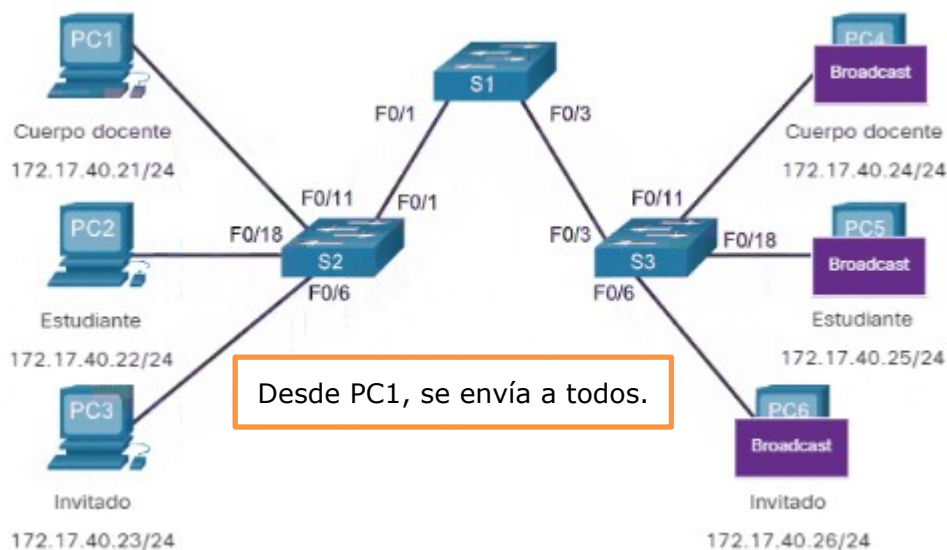 PC1
Cuerpo docente
172.17.40.21/24
PC2
Estudiante
172.17.40.22/24
PC3
Invitado
172.17.40.23/24
S1
F0/1
F0/3
F0/11
F0/1
F0/18
S2
F0/6
F0/3
F0/11
F0/18
S3
F0/6
Desde PC1, se envía a todos.
PC4
Broadcast
Cuerpo docente
172.17.40.24/24
PC5
Broadcast
Estudiante
172.17.40.25/24
PC6
Broadcast
Invitado
172.17.40.26/24